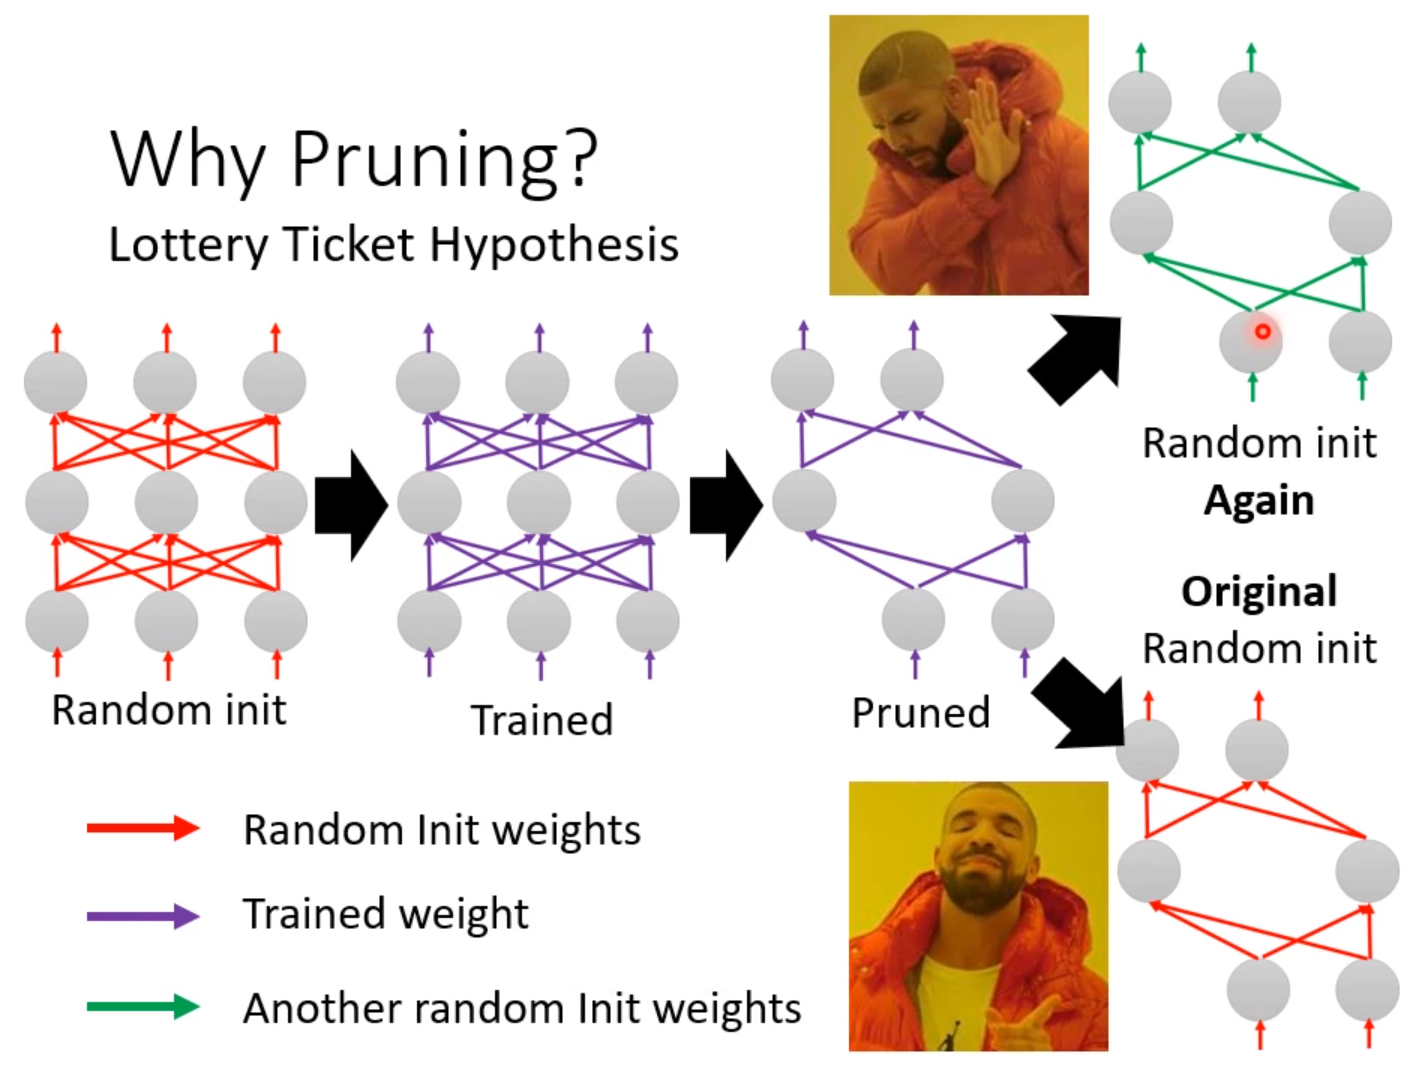 Why Pruning?
Lottery Ticket Hypothesis
Random init
Trained
Pruned
Random init
Again
Original
Random init
Random Init weights
Trained weight
Another random Init weights